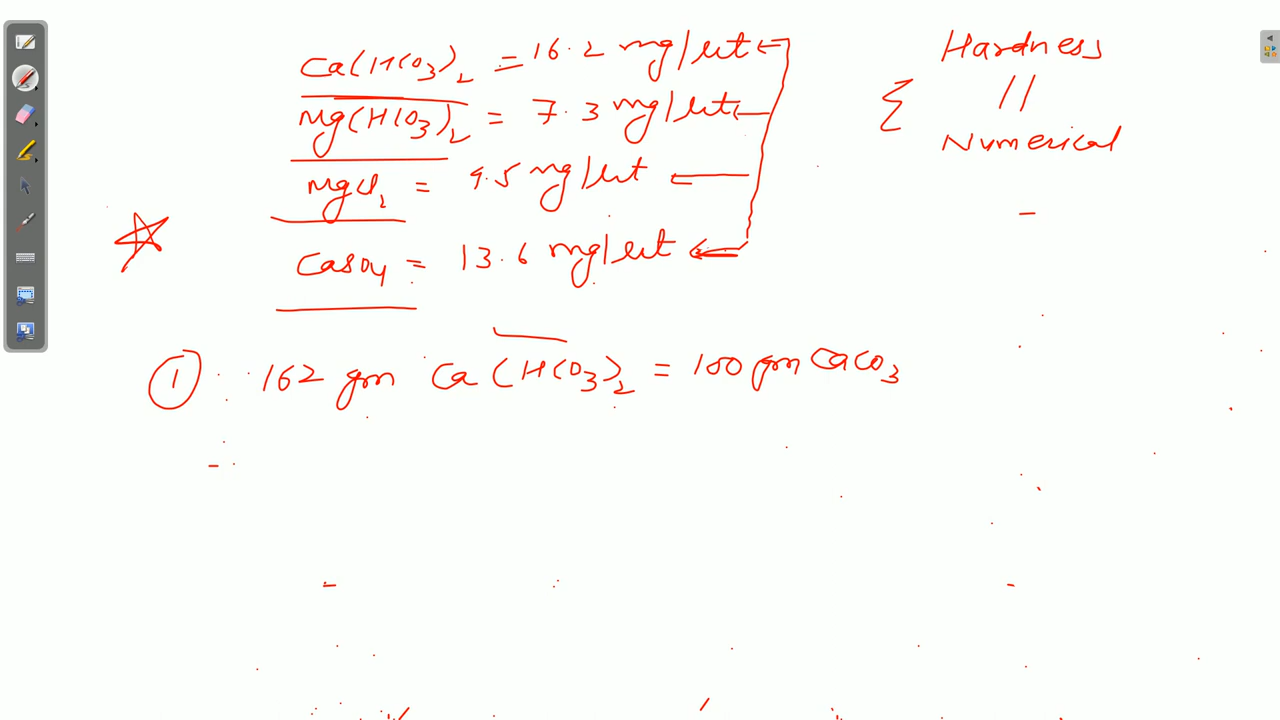 Ca(HCO3)2 = 16.2 mg/lit
Mg(HCO3)2 = 7.3 mg/lit
MgCl2 = 9.5 mg/lit
CaSO4 = 13.6 mg/lit
Hardness
//
Numerical
① 162 gm Ca(HCO3)2 = 100 gm CaCO3